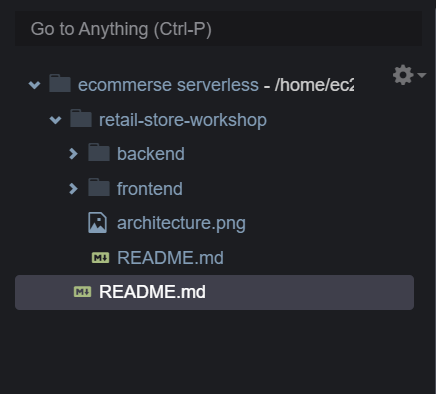 Go to Anything (Ctrl-P)
ecommerse serverless - /home/ec2
retail-store-workshop
backend
frontend
architecture.png
M↓ README.md
M↓ README.md